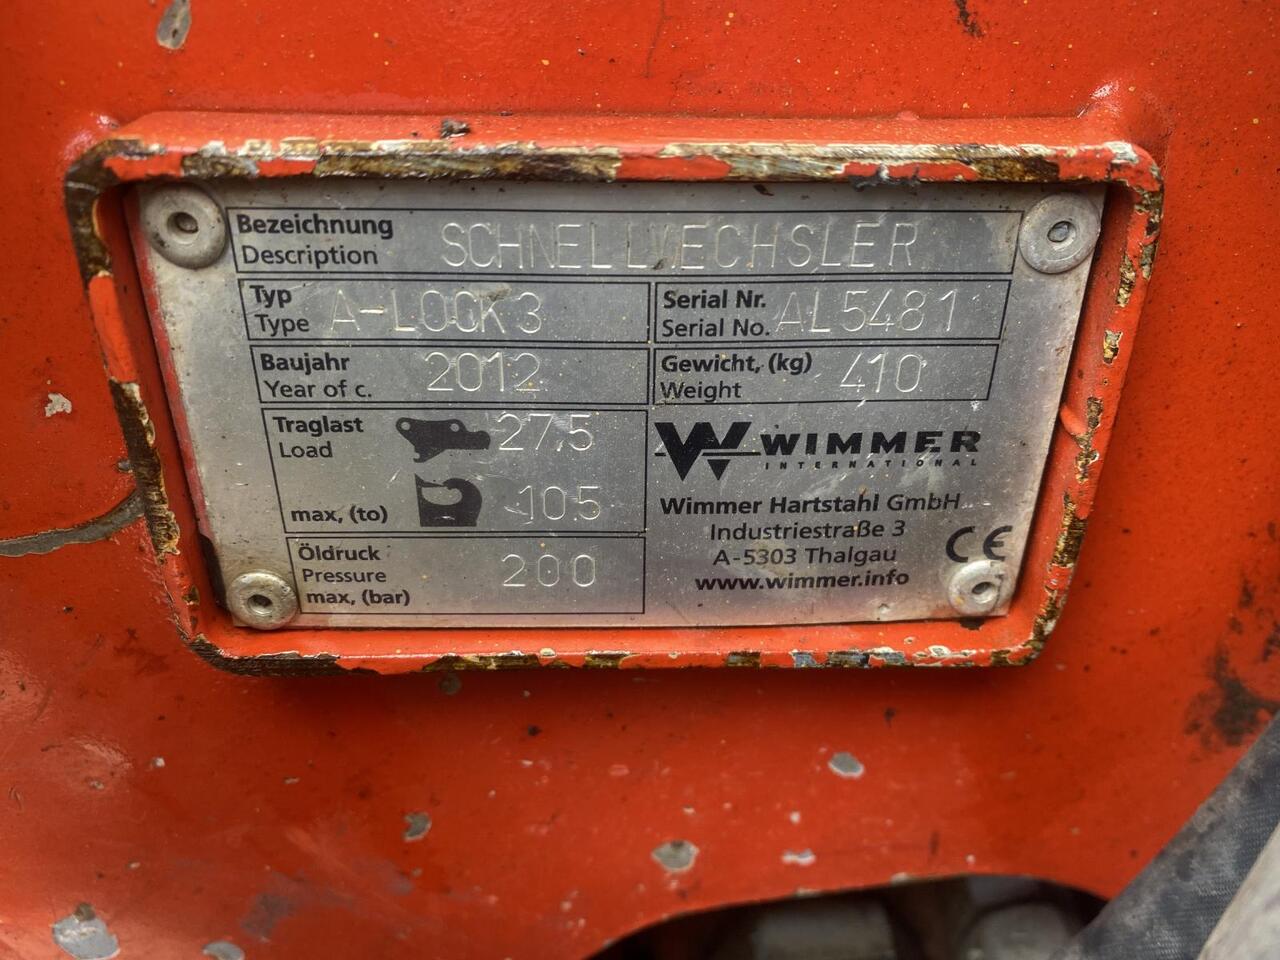 Bezeichnung
Description
SCHNELLWECHSLER
Typ
Type
A-LOCK3
Serial Nr.
Serial No.
AL5481
Baujahr
Year of c.
2012
Gewicht, (kg)
Weight
410
Traglast
Load
27,5
max, (to)
10.5
Öldruck
Pressure
max, (bar)
200
W WIMMER
INTERNATIONAL
Wimmer Hartstahl GmbH
Industriestraße 3
A-5303 Thalgau
www.wimmer.info
CE